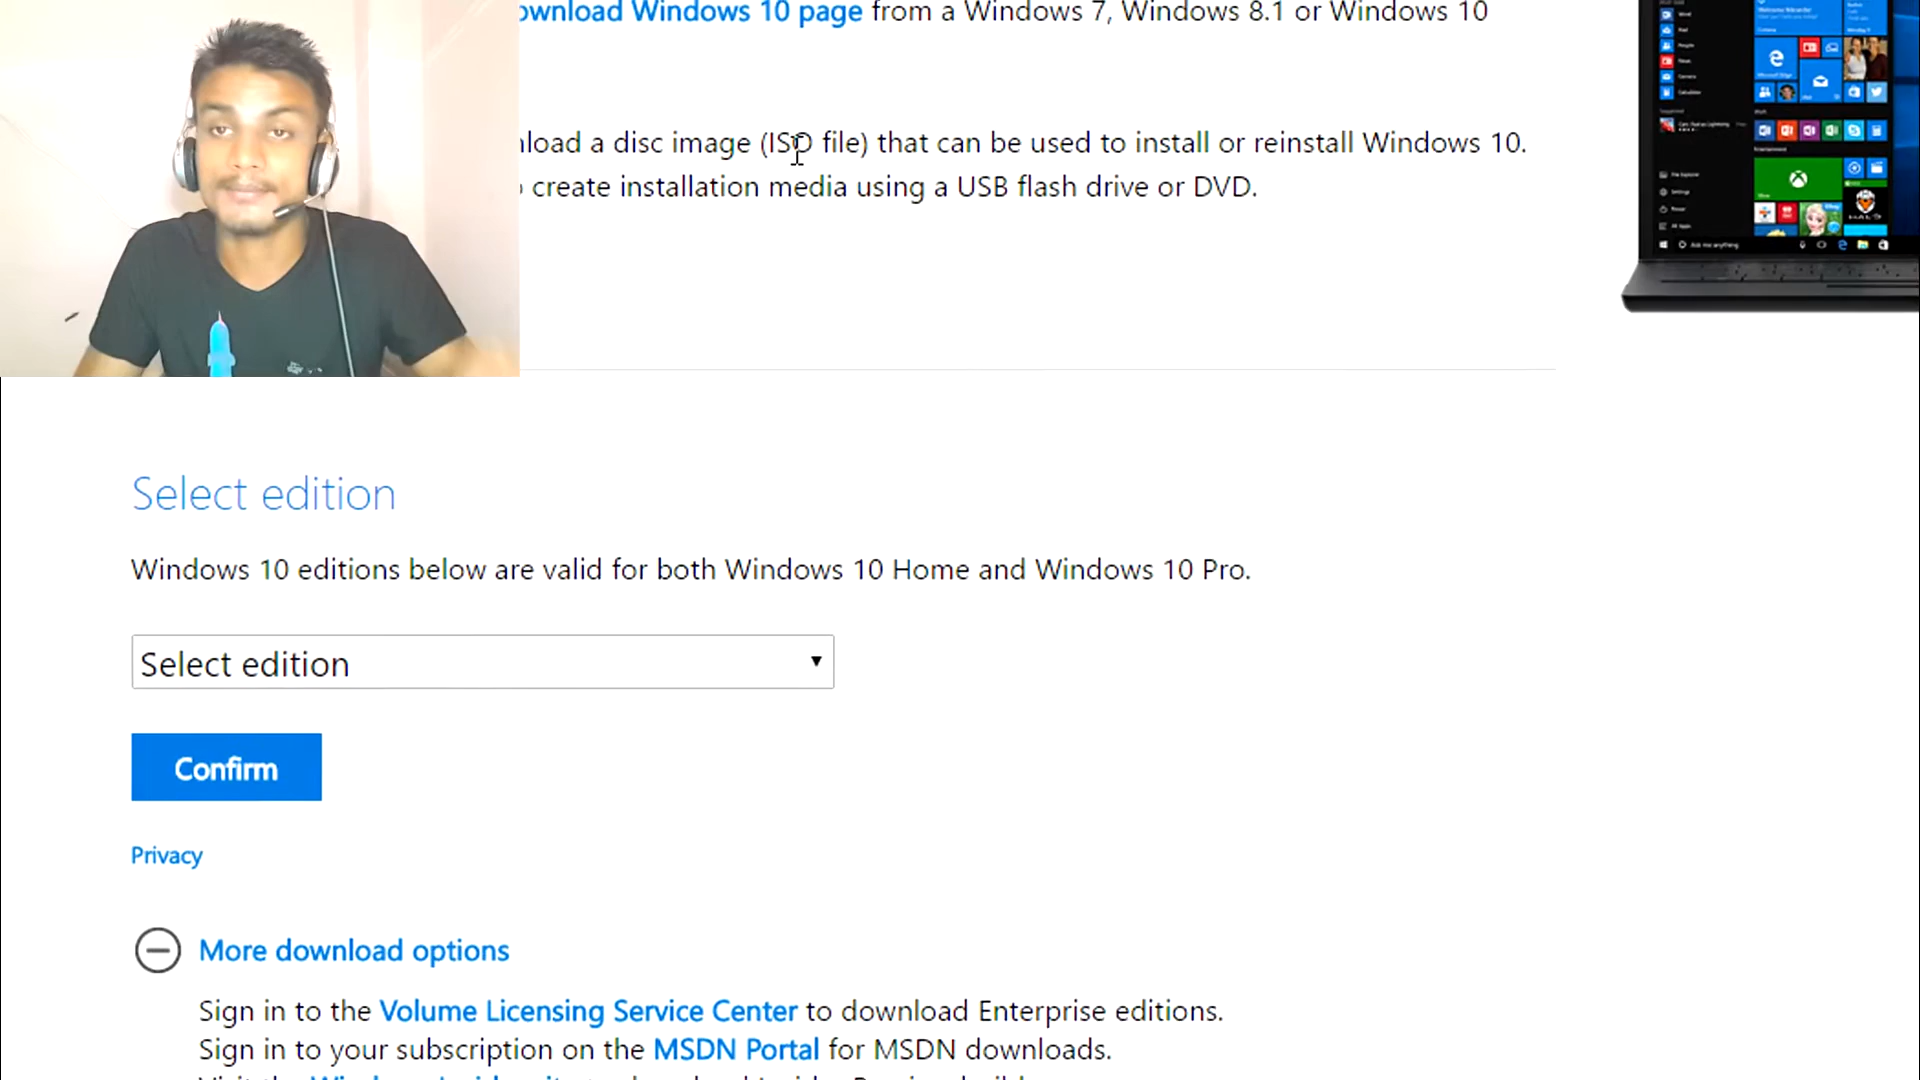 ownload Windows 10 page from a Windows 7, Windows 8.1 or Windows 10
load a disc image (ISO file) that can be used to install or reinstall Windows 10.
create installation media using a USB flash drive or DVD.
Select edition
Windows 10 editions below are valid for both Windows 10 Home and Windows 10 Pro.
Select edition
Confirm
Privacy
More download options
Sign in to the Volume Licensing Service Center to download Enterprise editions.
Sign in to your subscription on the MSDN Portal for MSDN downloads.